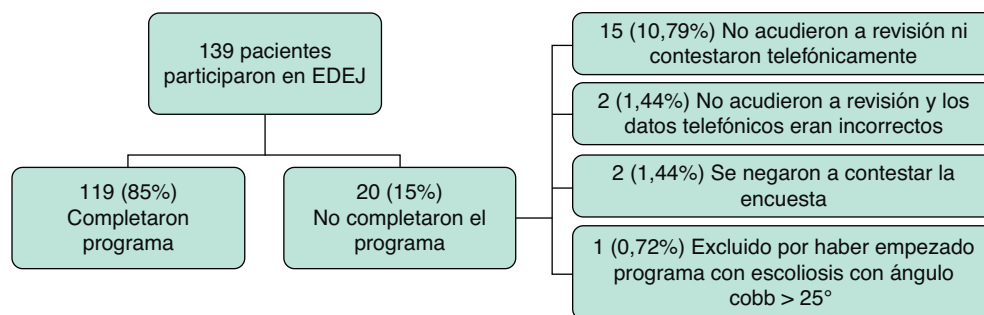 139 pacientes
participaron en EDEJ
119 (85%)
Completaron
programa
20 (15%)
No completaron el
programa
15 (10,79%) No acudieron a revisión ni
contestaron telefónicamente
2 (1,44%) No acudieron a revisión y los
datos telefónicos eran incorrectos
2 (1,44%) Se negaron a contestar la
encuesta
1 (0,72%) Excluido por haber empezado
programa con escoliosis con ángulo
cobb > 25°